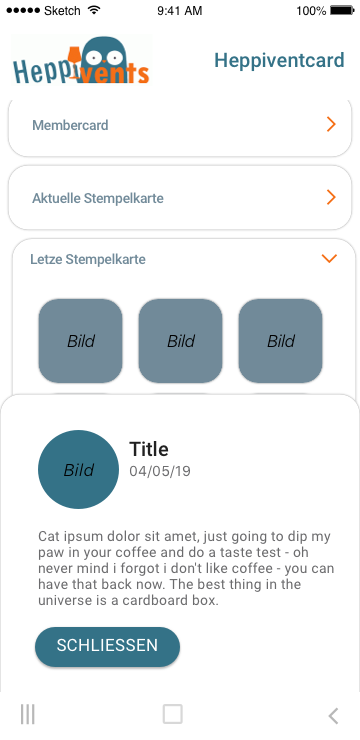 Sketch 9:41 AM 100%
Heppivents
Heppiventcard
Membercard
Aktuelle Stempelkarte
Letze Stempelkarte
Bild Bild Bild
Bild
Title
04/05/19
Cat ipsum dolor sit amet, just going to dip my
paw in your coffee and do a taste test - oh
never mind i forgot i don't like coffee - you can
have that back now. The best thing in the
universe is a cardboard box.
SCHLIESSEN